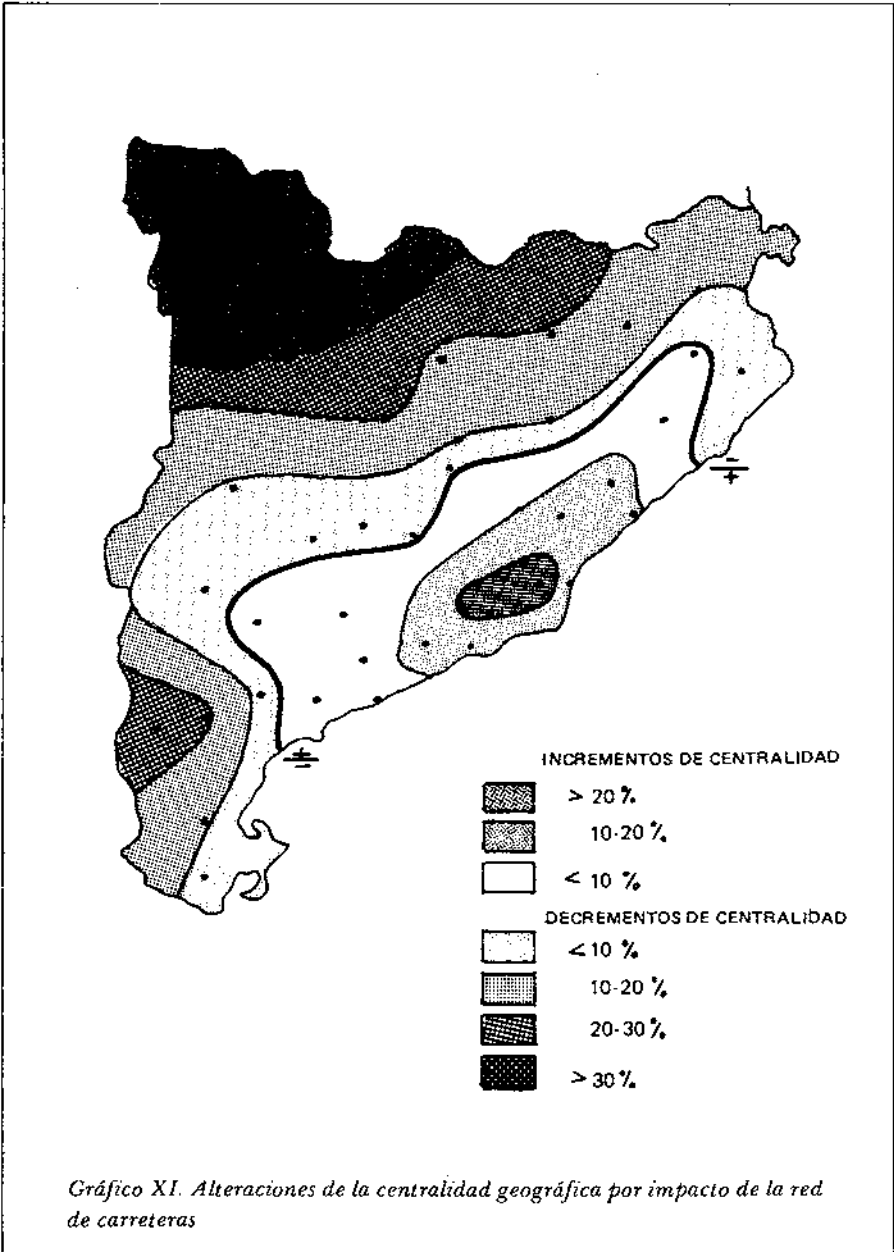 -
+
+
-
INCREMENTOS DE CENTRALIDAD
> 20 %
10-20 %
< 10 %
DECREMENTOS DE CENTRALIDAD
< 10 %
10-20 %
20-30 %
> 30 %
Gráfico XI. Alteraciones de la centralidad geográfica por impacto de la red
de carreteras